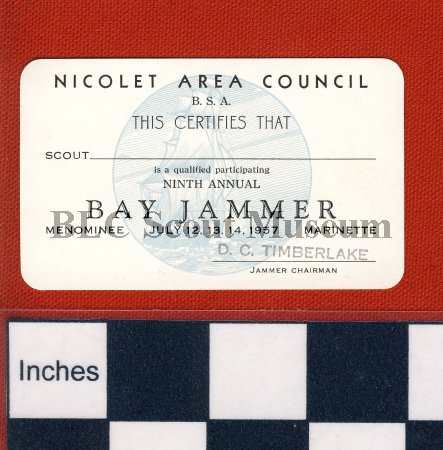 NICOLET AREA COUNCIL
B. S. A.
THIS CERTIFIES THAT
SCOUT
is a qualified participating
NINTH ANNUAL
BAY JAMMER
BLC Scout Museum
MENOMINEE JULY 12, 13, 14, 1957 MARINETTE
D. C. TIMBERLAKE
JAMMER CHAIRMAN
Inches